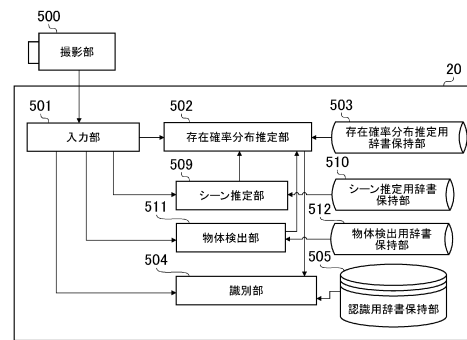 500
撮影部
20
501
入力部
502
存在確率分布推定部
503
存在確率分布推定用
辞書保持部
509
シーン推定部
510
シーン推定用辞書
保持部
511
物体検出部
512
物体検出用辞書
保持部
504
識別部
505
認識用辞書保持部